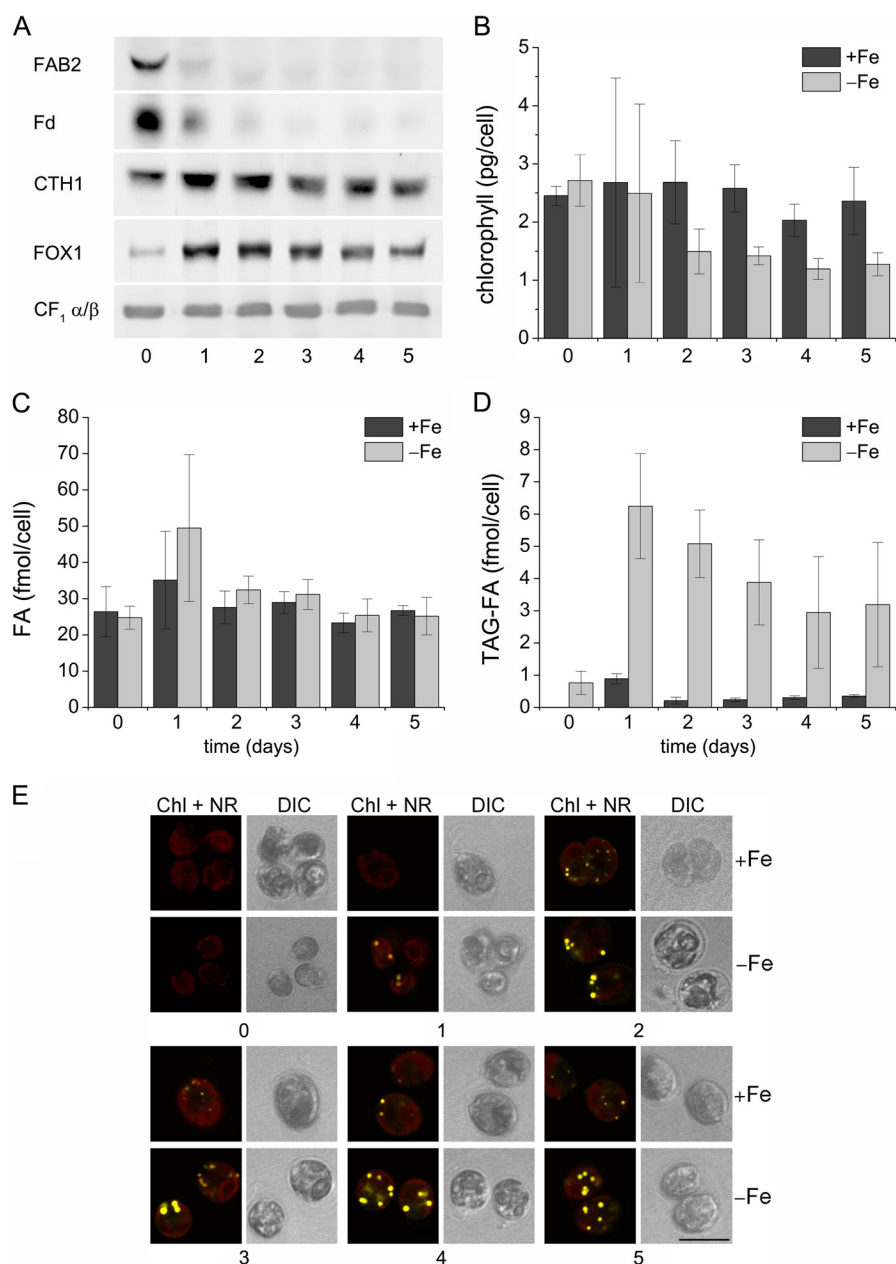 A
FAB2
Fd
CTH1
FOX1
CF₁ α/β
0 1 2 3 4 5
B
+Fe
−Fe
chlorophyll (pg/cell)
5
4
3
2
1
0
0 1 2 3 4 5
C
+Fe
−Fe
FA (fmol/cell)
80
70
60
50
40
30
20
10
0
0 1 2 3 4 5
time (days)
D
+Fe
−Fe
TAG-FA (fmol/cell)
9
8
7
6
5
4
3
2
1
0
0 1 2 3 4 5
time (days)
E
Chl + NR DIC Chl + NR DIC Chl + NR DIC
+Fe
−Fe
0 1 2
+Fe
−Fe
3 4 5